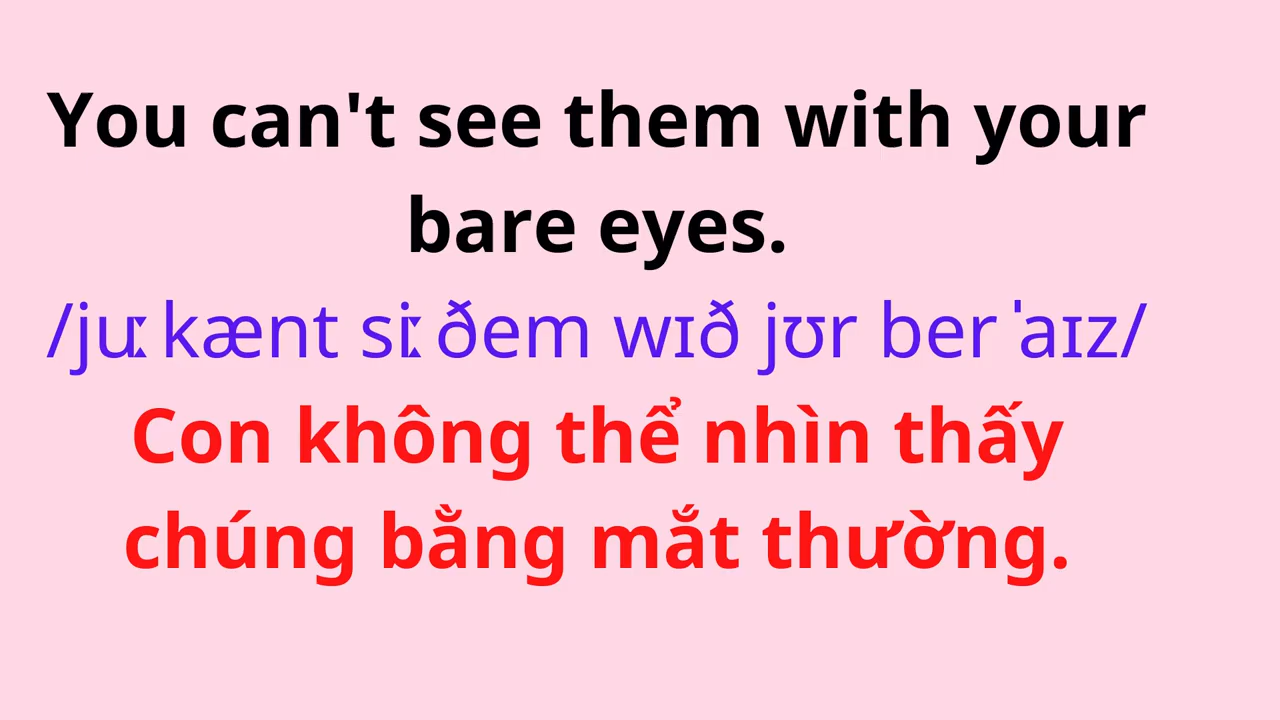 You can't see them with your
bare eyes.
/juː kænt siː ðem wɪð jʊr ber ˈaɪz/
Con không thể nhìn thấy
chúng bằng mắt thường.